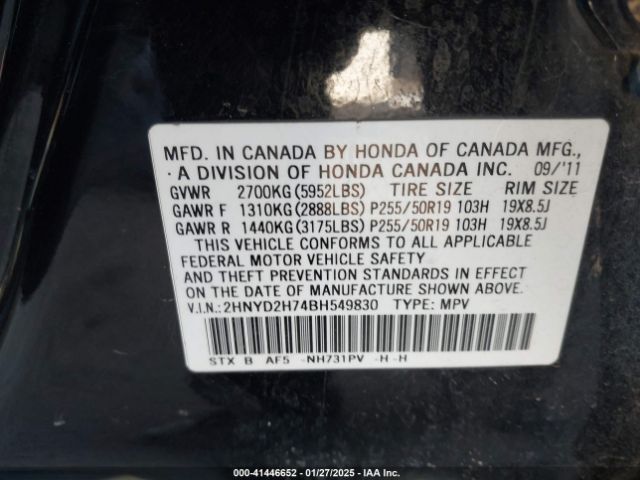 MFD. IN CANADA BY HONDA OF CANADA MFG.,
A DIVISION OF HONDA CANADA INC. 09/'11
GVWR 2700KG(5952LBS) TIRE SIZE RIM SIZE
GAWR F 1310KG(2888LBS) P255/50R19 103H 19X8.5J
GAWR R 1440KG(3175LBS) P255/50R19 103H 19X8.5J
THIS VEHICLE CONFORMS TO ALL APPLICABLE
FEDERAL MOTOR VEHICLE SAFETY
AND THEFT PREVENTION STANDARDS IN EFFECT
ON THE DATE OF MANUFACTURE SHOWN ABOVE.
V.I.N.: 2HNYD2H74BH549830 TYPE: MPV
STX B AF5 -NH731PV -H -H
000-41446652 | 01/27/2025 | IAA Inc.